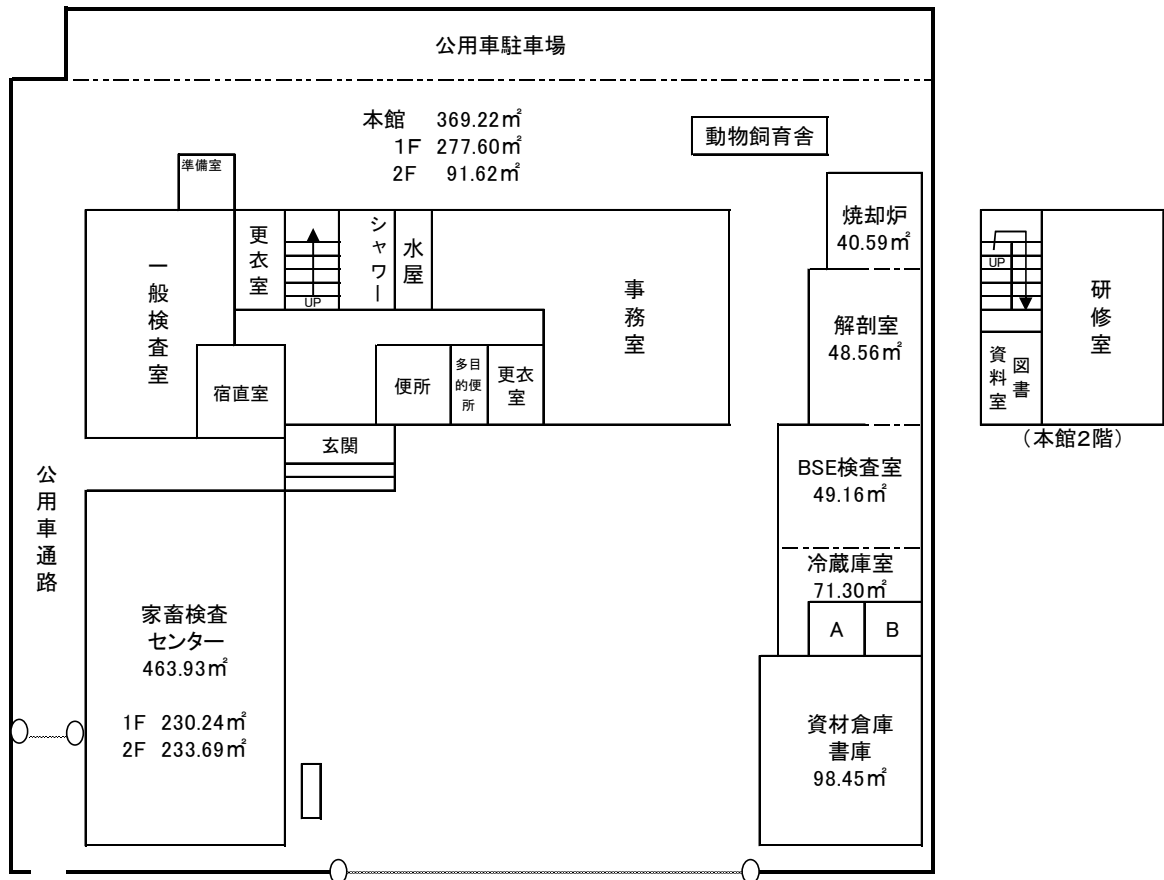 公用車駐車場
本館 369.22㎡
1F 277.60㎡
2F 91.62㎡
動物飼育舎
準備室
焼却炉
40.59㎡
一般検査室
更衣室
UP
シャワー
水屋
事務室
解剖室
48.56㎡
UP
研修室
図書
資料室
(本館2階)
宿直室
便所
多目
的便
所
更衣室
玄関
BSE検査室
49.16㎡
公用車通路
冷蔵庫室
71.30㎡
A
B
家畜検査
センター
463.93㎡
1F 230.24㎡
2F 233.69㎡
資材倉庫
書庫
98.45㎡